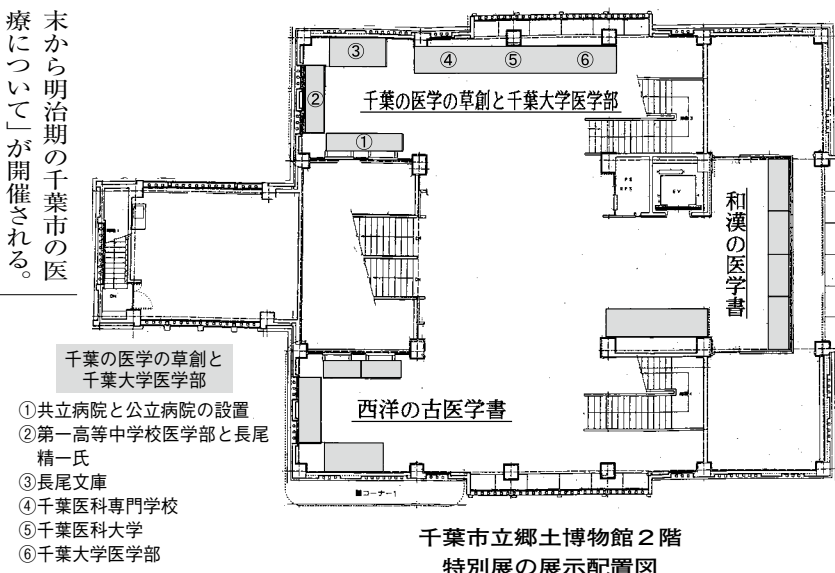 末から明治期の千葉市の医
療について」が開催される。
③
④
⑤
⑥
②
千葉の医学の草創と千葉大学医学部
①
EV
和漢の医学書
西洋の古医学書
■コーナー1
千葉の医学の草創と
千葉大学医学部
①共立病院と公立病院の設置
②第一高等中学校医学部と長尾
精一氏
③長尾文庫
④千葉医科専門学校
⑤千葉医科大学
⑥千葉大学医学部
千葉市立郷土博物館2階
特別展の展示配置図